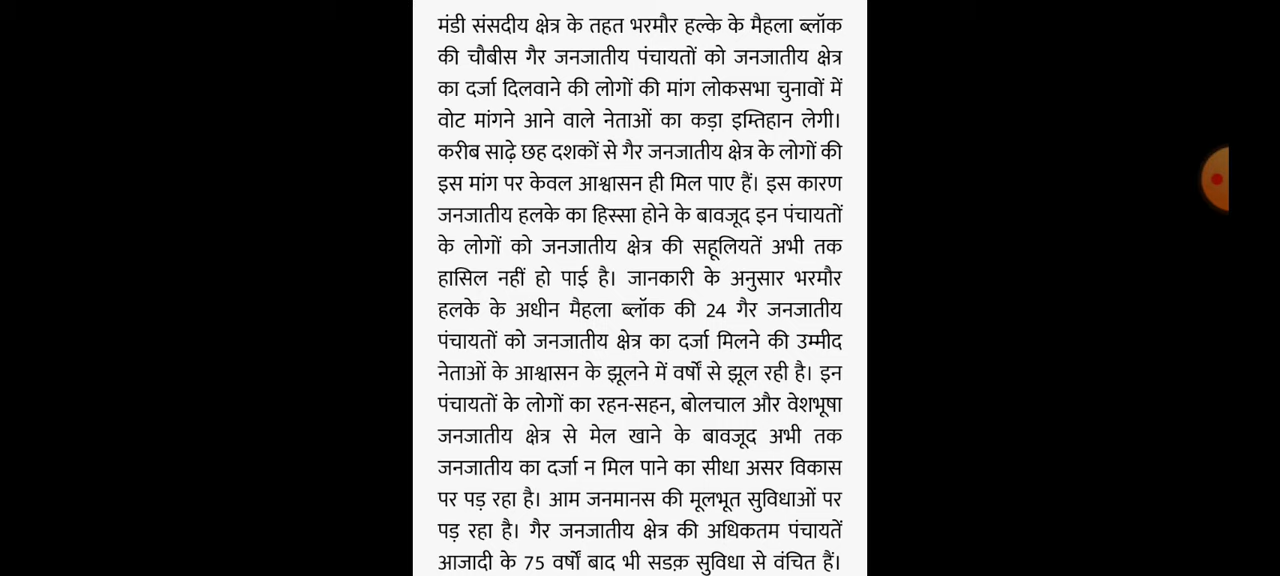 मंडी संसदीय क्षेत्र के तहत भरमौर हल्के के मैहला ब्लॉक
की चौबीस गैर जनजातीय पंचायतों को जनजातीय क्षेत्र
का दर्जा दिलवाने की लोगों की मांग लोकसभा चुनावों में
वोट मांगने आने वाले नेताओं का कड़ा इम्तिहान लेगी।
करीब साढ़े छह दशकों से गैर जनजातीय क्षेत्र के लोगों की
इस मांग पर केवल आश्वासन ही मिल पाए हैं। इस कारण
जनजातीय हलके का हिस्सा होने के बावजूद इन पंचायतों
के लोगों को जनजातीय क्षेत्र की सहूलियतें अभी तक
हासिल नहीं हो पाई है। जानकारी के अनुसार भरमौर
हलके के अधीन मैहला ब्लॉक की 24 गैर जनजातीय
पंचायतों को जनजातीय क्षेत्र का दर्जा मिलने की उम्मीद
नेताओं के आश्वासन के झूलने में वर्षों से झूल रही है। इन
पंचायतों के लोगों का रहन-सहन, बोलचाल और वेशभूषा
जनजातीय क्षेत्र से मेल खाने के बावजूद अभी तक
जनजातीय का दर्जा न मिल पाने का सीधा असर विकास
पर पड़ रहा है। आम जनमानस की मूलभूत सुविधाओं पर
पड़ रहा है। गैर जनजातीय क्षेत्र की अधिकतम पंचायतें
आजादी के 75 वर्षों बाद भी सडक़ सुविधा से वंचित हैं।